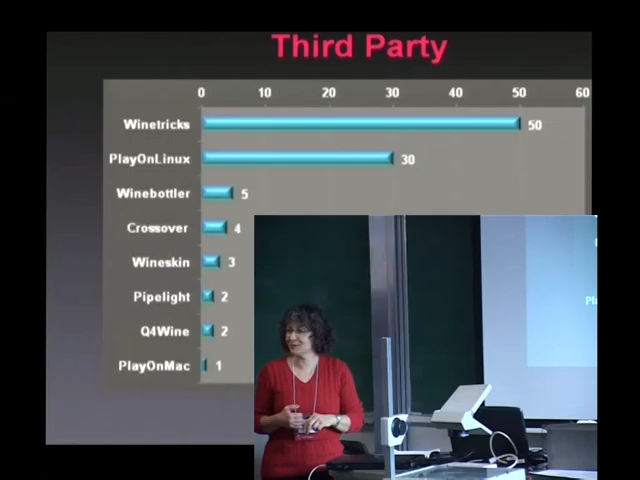 Third Party
0 10 20 30 40 50 60
Winetricks 50
PlayOnLinux 30
Winebottler 5
Crossover 4
Wineskin 3
Pipelight 2
Q4Wine 2
PlayOnMac 1